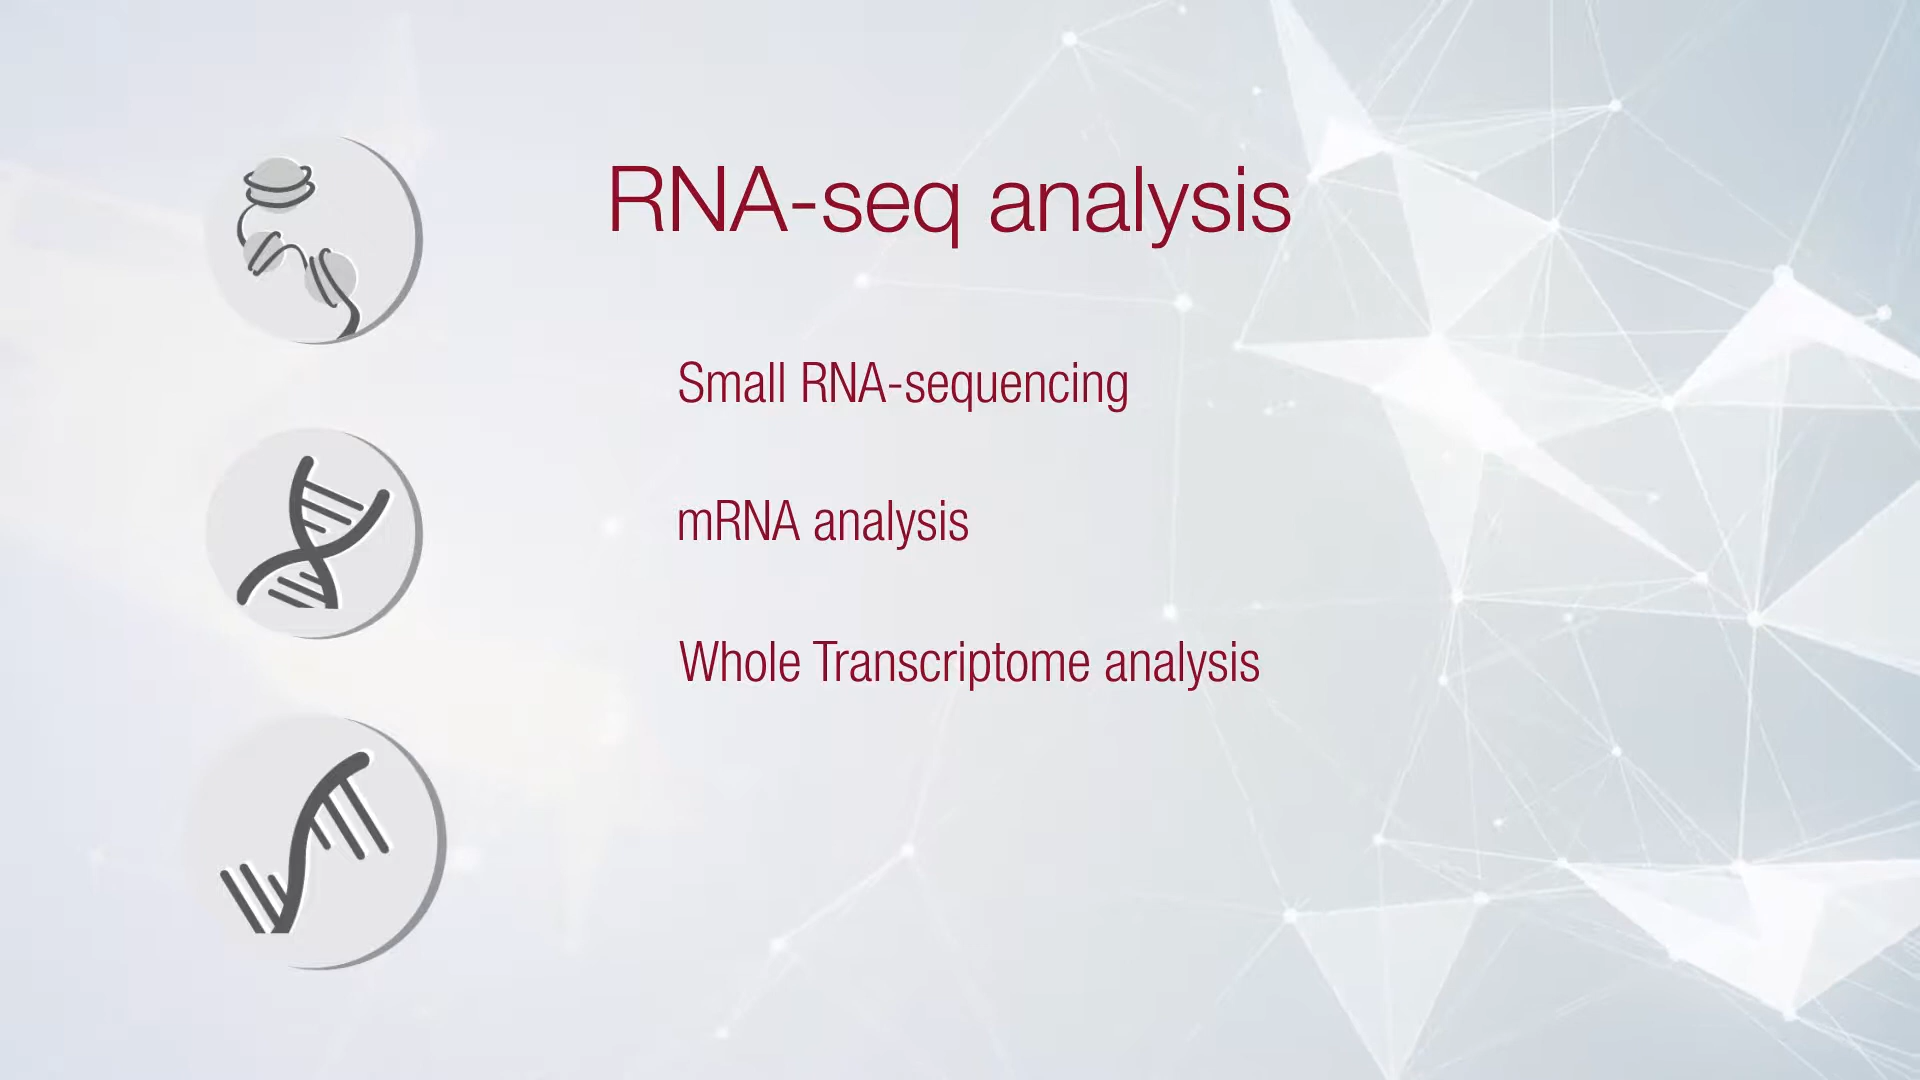 RNA-seq analysis
Small RNA-sequencing
mRNA analysis
Whole Transcriptome analysis